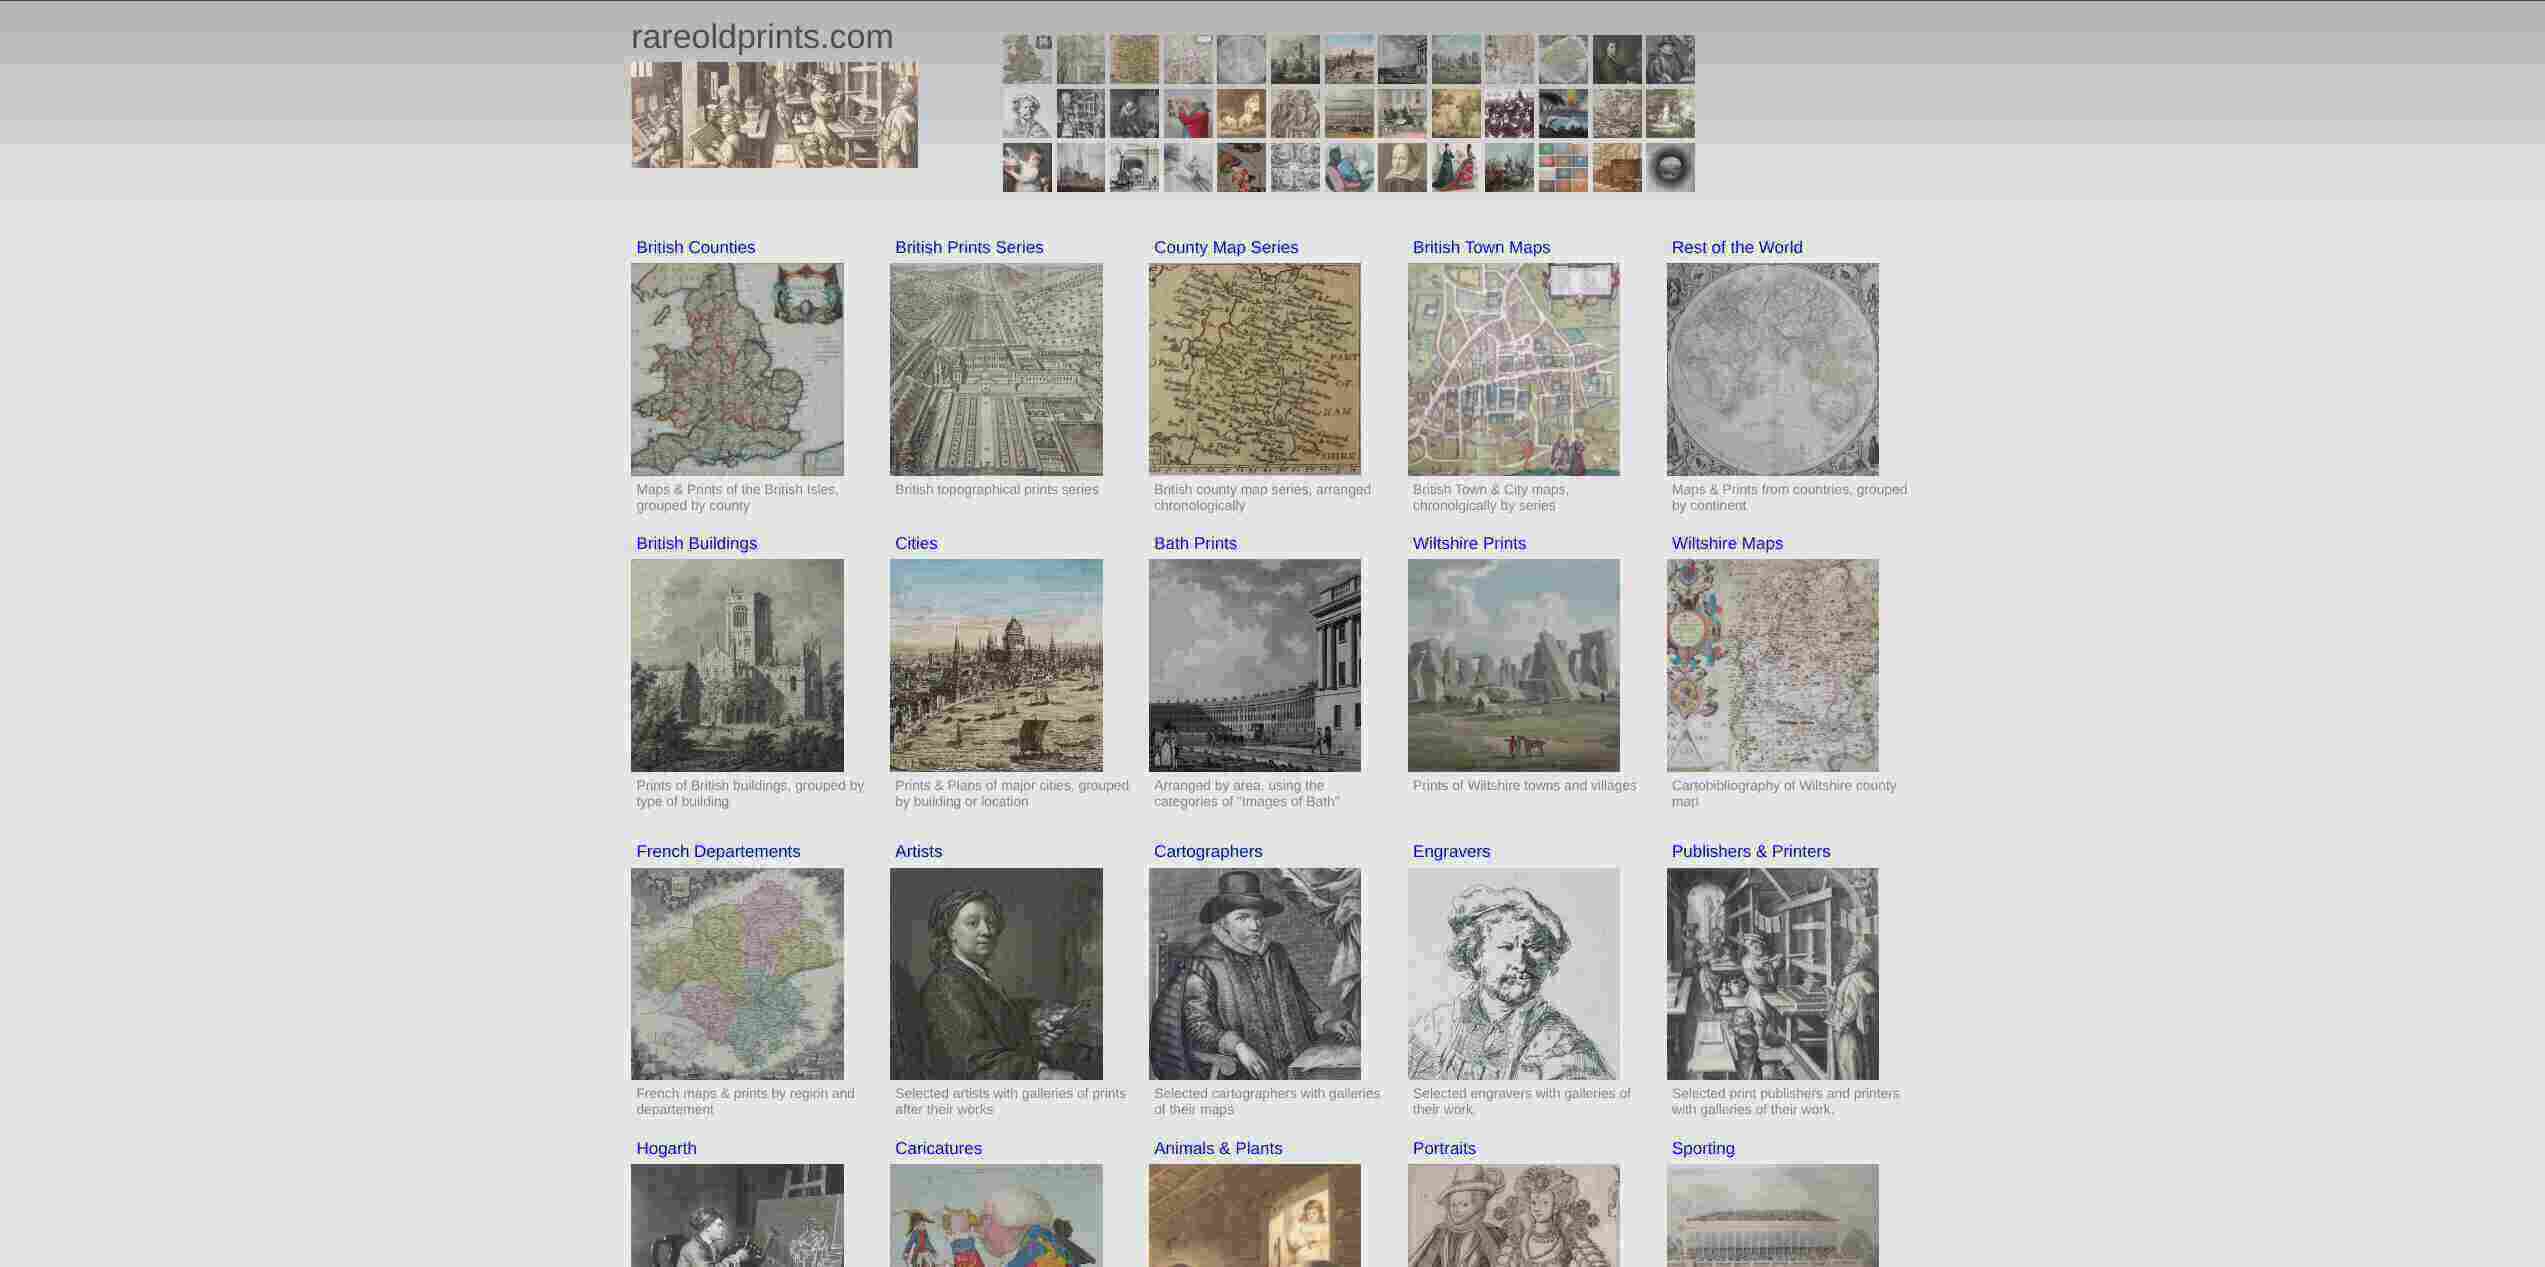 rareoldprints.com
British Counties
British Prints Series
County Map Series
British Town Maps
Rest of the World
PART
OF
HAM
SHIRE
Maps & Prints of the British Isles,
grouped by county
British topographical prints series
British county map series, arranged
chronologically
British Town & City maps,
chronolgically by series
Maps & Prints from countries, grouped
by continent
British Buildings
Cities
Bath Prints
Wiltshire Prints
Wiltshire Maps
Prints of British buildings, grouped by
type of building
Prints & Plans of major cities, grouped
by building or location
Arranged by area, using the
categories of "Images of Bath"
Prints of Wiltshire towns and villages
Cartobibliography of Wiltshire county
map
French Departements
Artists
Cartographers
Engravers
Publishers & Printers
French maps & prints by region and
departement
Selected artists with galleries of prints
after their works
Selected cartographers with galleries
of their maps
Selected engravers with galleries of
their work.
Selected print publishers and printers
with galleries of their work.
Hogarth
Caricatures
Animals & Plants
Portraits
Sporting